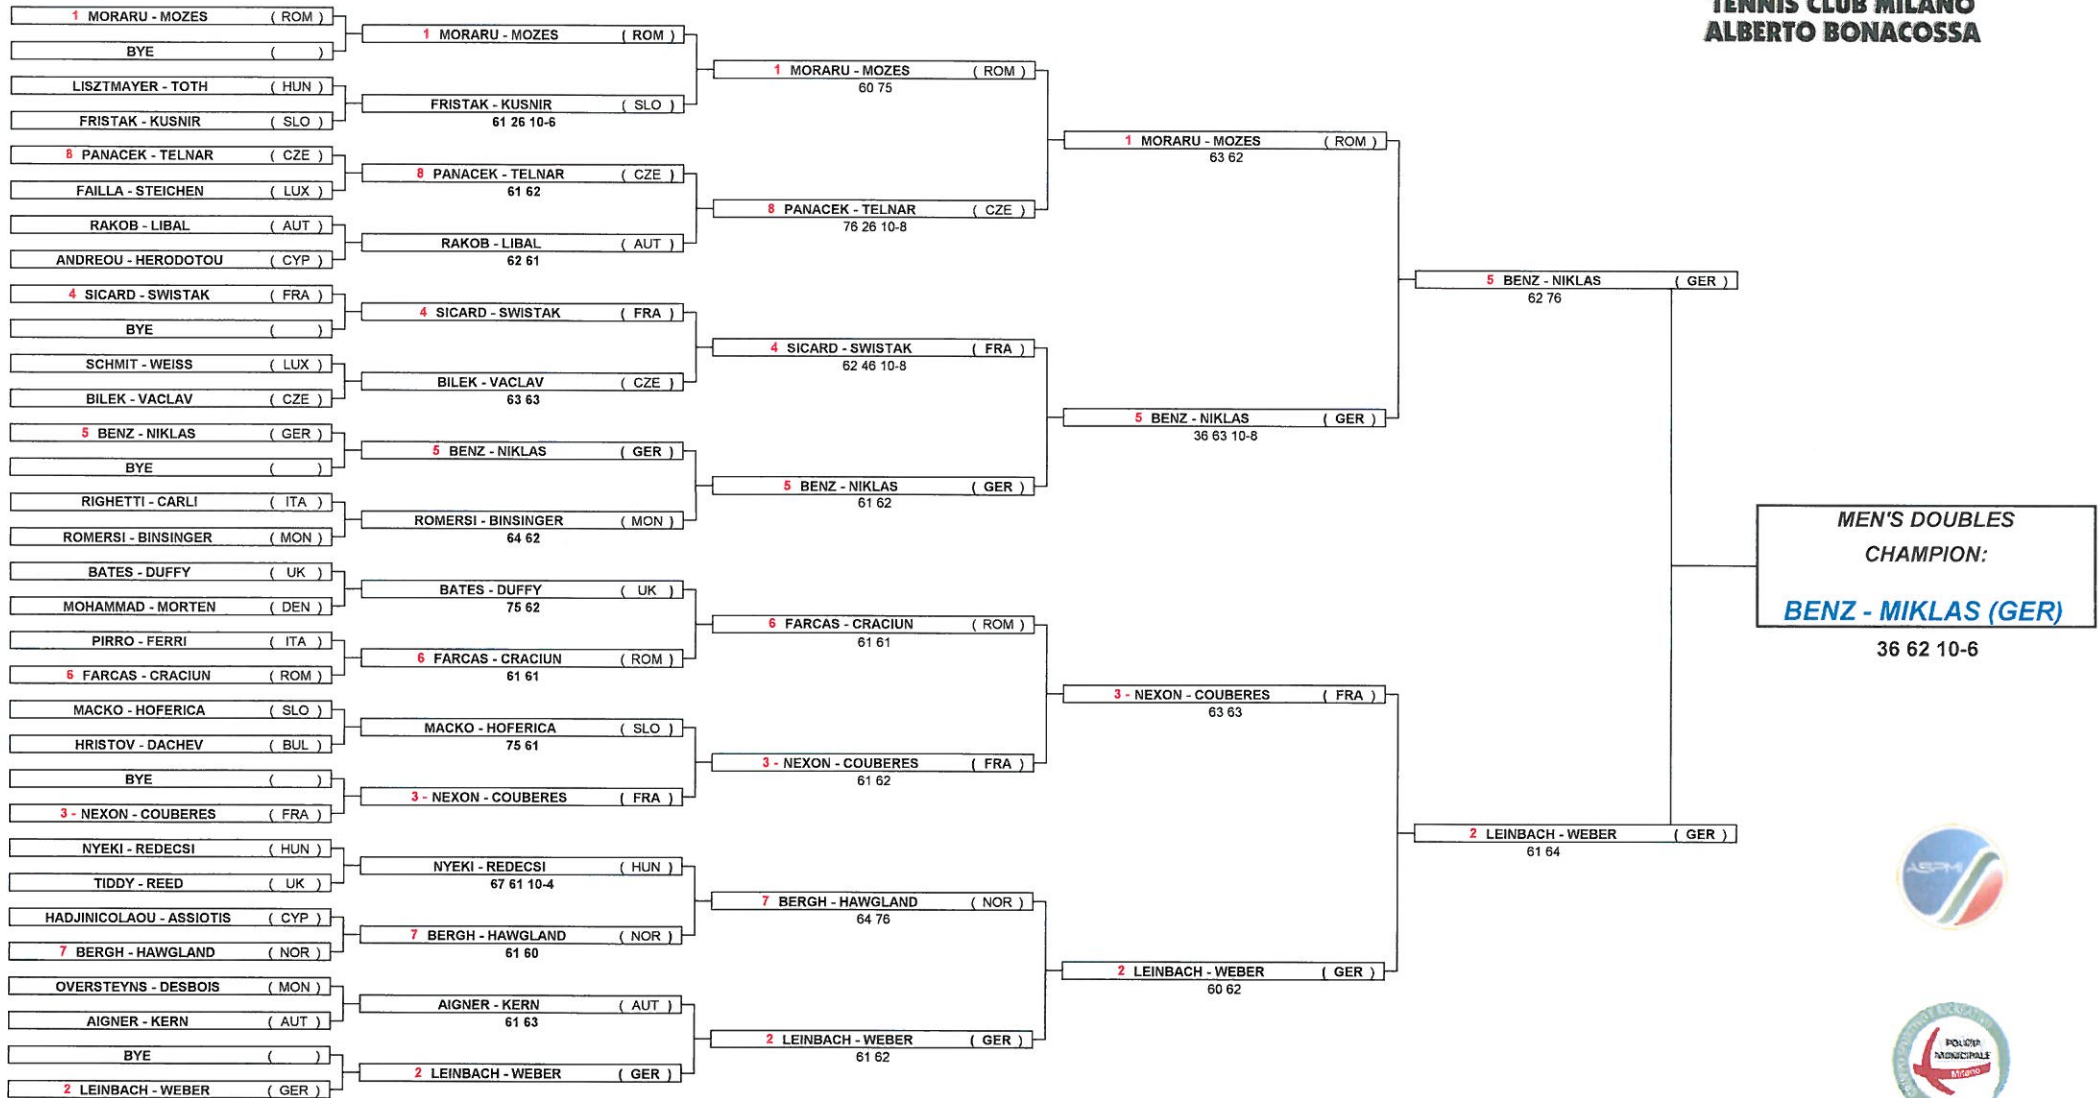 TENNIS CLUB MILANO
ALBERTO BONACOSSA
1 MORARU - MOZES ( ROM )
BYE ( )
LISZTMAYER - TOTH ( HUN )
FRISTAK - KUSNIR ( SLO )
8 PANACEK - TELNAR ( CZE )
FAILLA - STEICHEN ( LUX )
RAKOB - LIBAL ( AUT )
ANDREOU - HERODOTOU ( CYP )
4 SICARD - SWISTAK ( FRA )
BYE ( )
SCHMIT - WEISS ( LUX )
BILEK - VACLAV ( CZE )
5 BENZ - NIKLAS ( GER )
BYE ( )
RIGHETTI - CARLI ( ITA )
ROMERSI - BINSINGER ( MON )
BATES - DUFFY ( UK )
MOHAMMAD - MORTEN ( DEN )
PIRRO - FERRI ( ITA )
6 FARCAS - CRACIUN ( ROM )
MACKO - HOFERICA ( SLO )
HRISTOV - DACHEV ( BUL )
BYE ( )
3 - NEXON - COUBERES ( FRA )
NYEKI - REDECSI ( HUN )
TIDDY - REED ( UK )
HADJINICOLAOU - ASSIOTIS ( CYP )
7 BERGH - HAWGLAND ( NOR )
OVERSTEYNS - DESBOIS ( MON )
AIGNER - KERN ( AUT )
BYE ( )
2 LEINBACH - WEBER ( GER )
1 MORARU - MOZES ( ROM )
FRISTAK - KUSNIR ( SLO )
61 26 10-6
8 PANACEK - TELNAR ( CZE )
61 62
RAKOB - LIBAL ( AUT )
62 61
4 SICARD - SWISTAK ( FRA )
BILEK - VACLAV ( CZE )
63 63
5 BENZ - NIKLAS ( GER )
ROMERSI - BINSINGER ( MON )
64 62
BATES - DUFFY ( UK )
75 62
6 FARCAS - CRACIUN ( ROM )
61 61
MACKO - HOFERICA ( SLO )
75 61
3 - NEXON - COUBERES ( FRA )
NYEKI - REDECSI ( HUN )
67 61 10-4
7 BERGH - HAWGLAND ( NOR )
61 60
AIGNER - KERN ( AUT )
61 63
2 LEINBACH - WEBER ( GER )
1 MORARU - MOZES ( ROM )
60 75
8 PANACEK - TELNAR ( CZE )
76 26 10-8
4 SICARD - SWISTAK ( FRA )
62 46 10-8
5 BENZ - NIKLAS ( GER )
61 62
6 FARCAS - CRACIUN ( ROM )
61 61
3 - NEXON - COUBERES ( FRA )
61 62
7 BERGH - HAWGLAND ( NOR )
64 76
2 LEINBACH - WEBER ( GER )
61 62
1 MORARU - MOZES ( ROM )
63 62
5 BENZ - NIKLAS ( GER )
36 63 10-8
3 - NEXON - COUBERES ( FRA )
63 63
2 LEINBACH - WEBER ( GER )
60 62
5 BENZ - NIKLAS ( GER )
62 76
2 LEINBACH - WEBER ( GER )
61 64
MEN'S DOUBLES
CHAMPION:
BENZ - MIKLAS (GER)
36 62 10-6
ASPMI
POLIZIA
MUNICIPALE
Milano